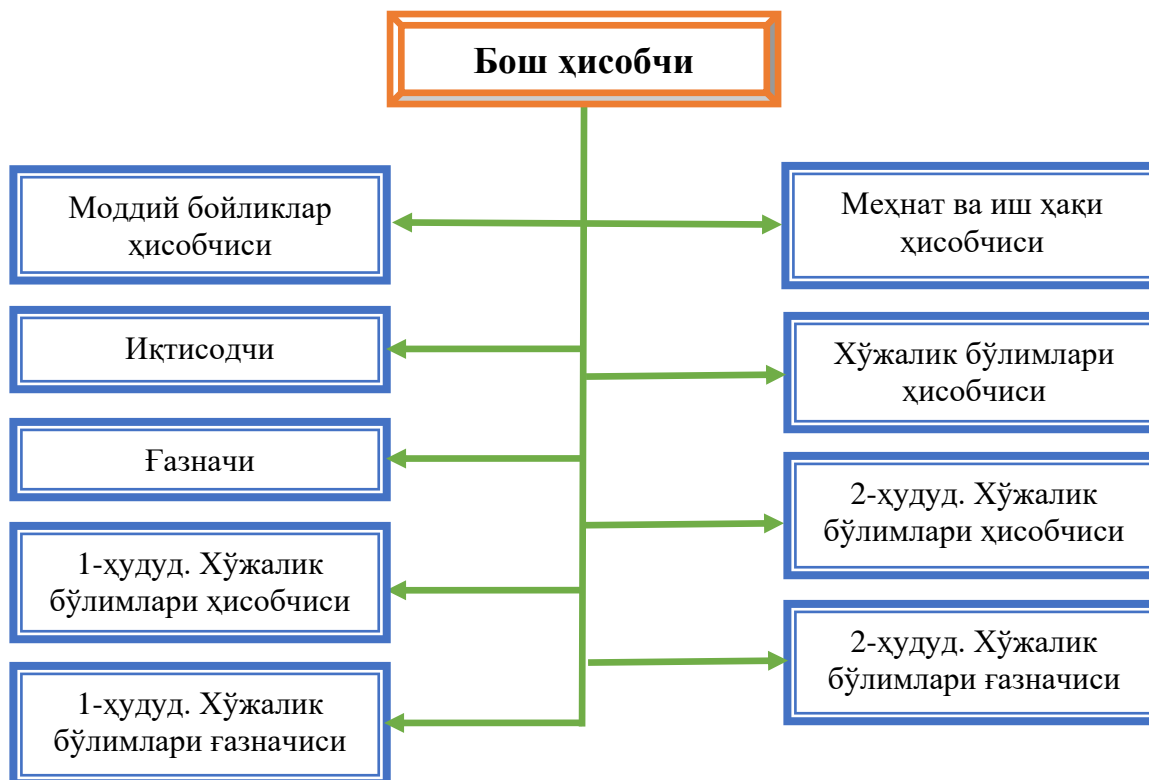 Бош ҳисобчи
Моддий бойликлар
ҳисобчиси
Меҳнат ва иш ҳақи
ҳисобчиси
Иқтисодчи
Хўжалик бўлимлари
ҳисобчиси
Ғазначи
2-ҳудуд. Хўжалик
бўлимлари ҳисобчиси
1-ҳудуд. Хўжалик
бўлимлари ҳисобчиси
2-ҳудуд. Хўжалик
бўлимлари ғазначиси
1-ҳудуд. Хўжалик
бўлимлари ғазначиси